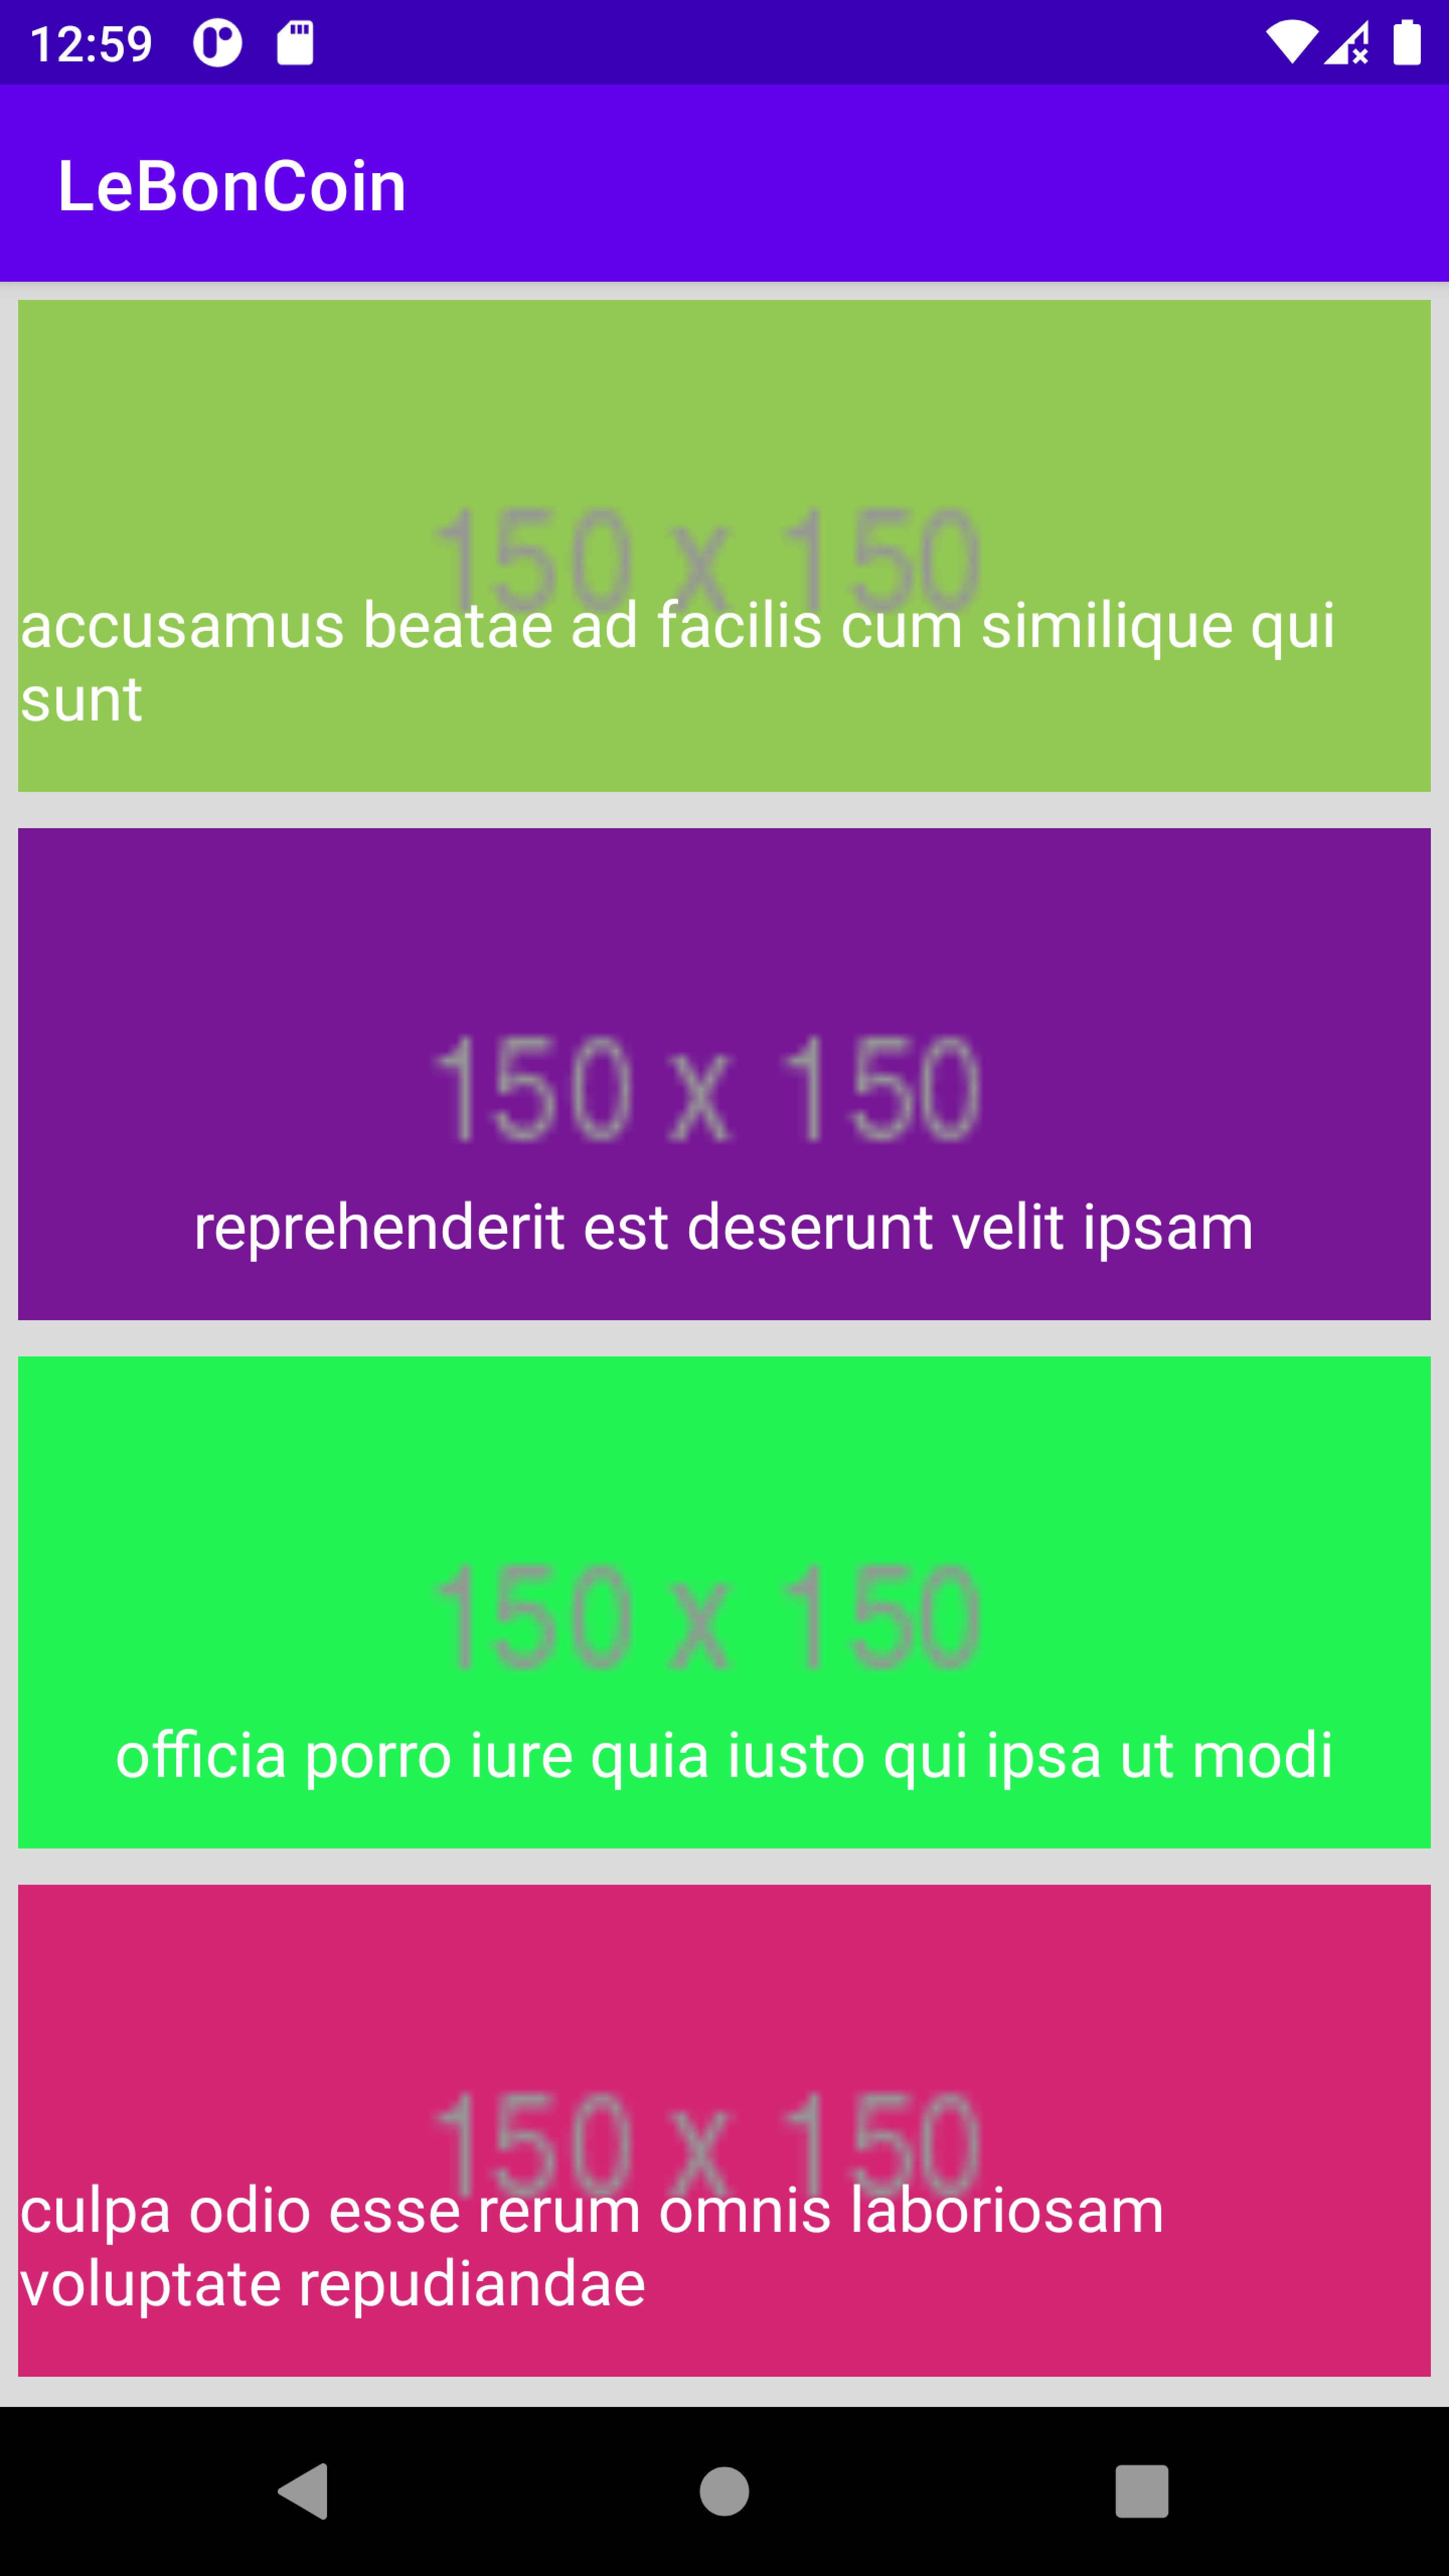 12:59
LeBonCoin
150 x 150
accusamus beatae ad facilis cum similique qui
sunt
150 x 150
reprehenderit est deserunt velit ipsam
150 x 150
officia porro iure quia iusto qui ipsa ut modi
150 x 150
culpa odio esse rerum omnis laboriosam
voluptate repudiandae